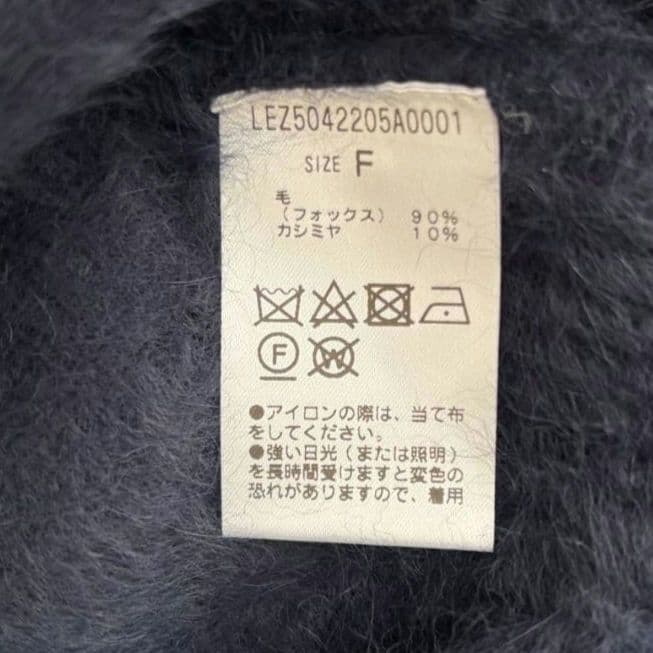 LEZ5042205A0001
SIZE F
毛
（フォックス） 90%
カシミヤ 10%
F W
●アイロンの際は、当て布
をしてください。
●強い日光（または照明）
を長時間受けますと変色の
恐れがありますので、着用